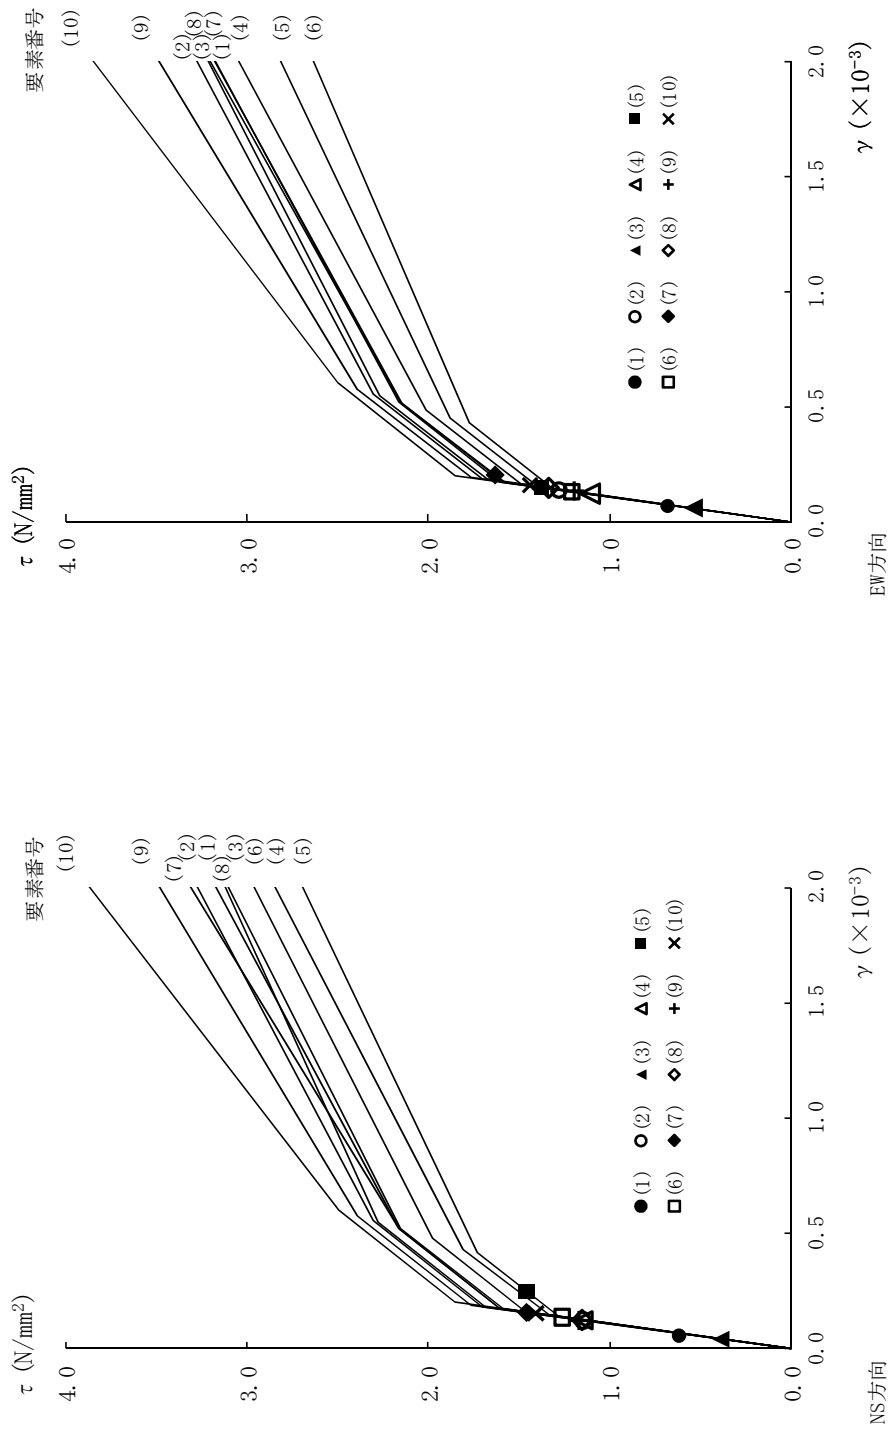 τ (N/mm²)
要素番号
4.0
3.0
2.0
1.0
0.0
(10)
(9)
(7)
(2)
(1)
(8)
(3)
(6)
(4)
(5)
(1) (2) (3) (4) (5)
(6) (7) (8) (9) (10)
0.0 0.5 1.0 1.5 2.0
γ (×10⁻³)
NS方向
τ (N/mm²)
要素番号
4.0
3.0
2.0
1.0
0.0
(10)
(9)
(2)
(8)
(3)
(7)
(1)
(4)
(5)
(6)
(1) (2) (3) (4) (5)
(6) (7) (8) (9) (10)
0.0 0.5 1.0 1.5 2.0
γ (×10⁻³)
EW方向